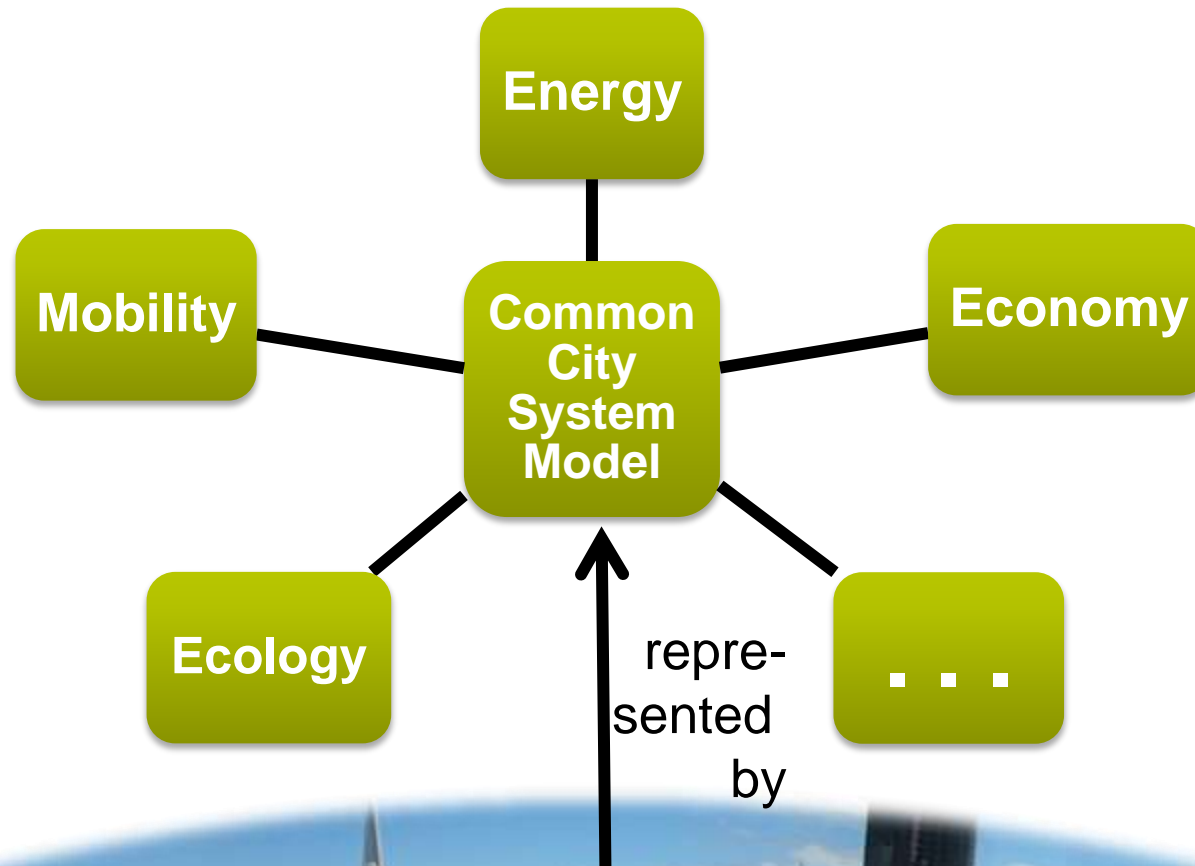 Energy
Mobility
Economy
Common
City
System
Model
Ecology
. . .
repre-
sented
by